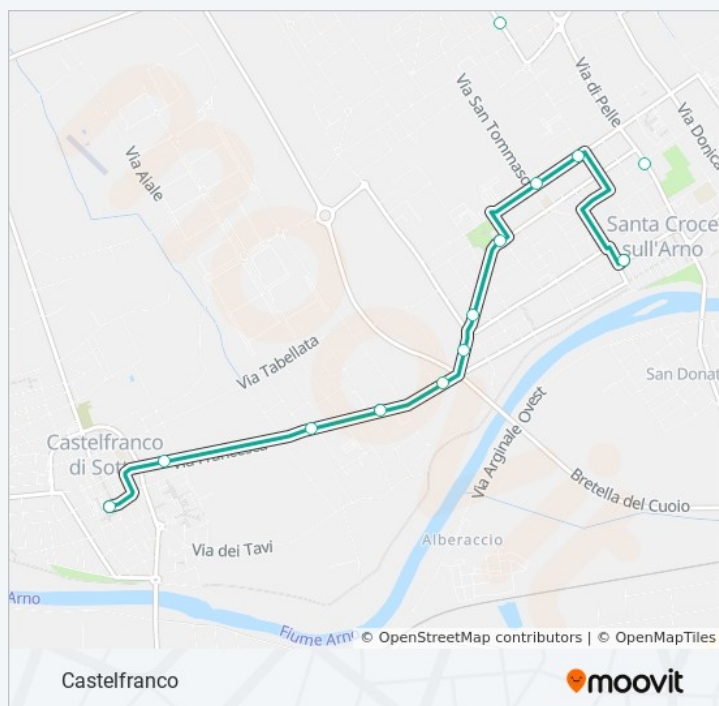 Via San Tommaso
Via di Pelle
Via Donica
Via Aiale
Santa Croce
sull'Arno
Via Tabellata
San Donat
Castelfranco
di Sott
Via Francesca
Via Arginale Ovest
Bretella del Cuoio
Via dei Tavi
Alberaccio
Arno
Fiume Arno
© OpenStreetMap contributors | © OpenMapTiles
Castelfranco
moovit